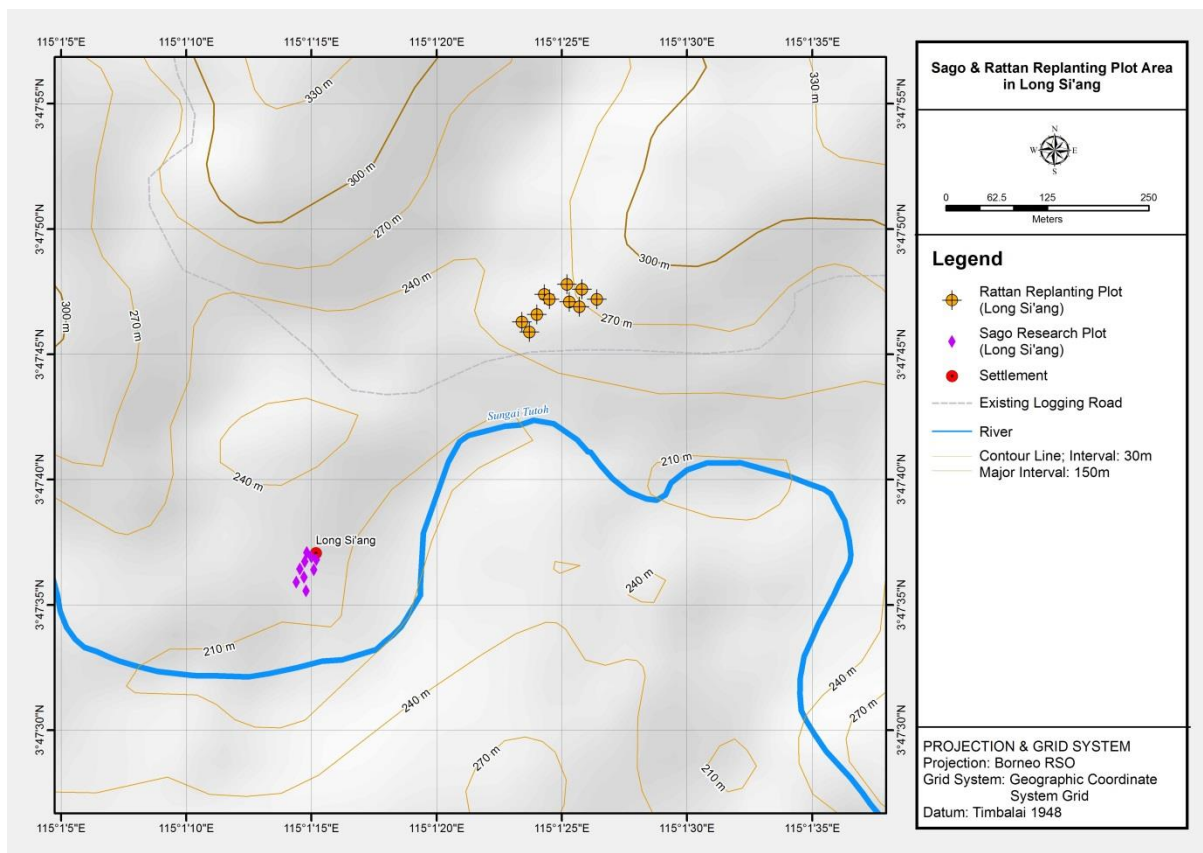 115°1'5"E 115°1'10"E 115°1'15"E 115°1'20"E 115°1'25"E 115°1'30"E 115°1'35"E
3°47'55"N
3°47'50"N
3°47'45"N
3°47'40"N
3°47'35"N
3°47'30"N
330 m
330 m
300 m
270 m
300 m
240 m
300 m
270 m
270 m
Sungai Tutoh
240 m
210 m
Long Si'ang
240 m
210 m
240 m
240 m
270 m
270 m
210 m
3°47'55"N
3°47'50"N
3°47'45"N
3°47'40"N
3°47'35"N
3°47'30"N
115°1'5"E 115°1'10"E 115°1'15"E 115°1'20"E 115°1'25"E 115°1'30"E 115°1'35"E
Sago & Rattan Replanting Plot Area
in Long Si'ang
N
W E
S
0 62.5 125 250
Meters
Legend
Rattan Replanting Plot
(Long Si'ang)
Sago Research Plot
(Long Si'ang)
Settlement
Existing Logging Road
River
Contour Line; Interval: 30m
Major Interval: 150m
PROJECTION & GRID SYSTEM
Projection: Borneo RSO
Grid System: Geographic Coordinate
System Grid
Datum: Timbalai 1948